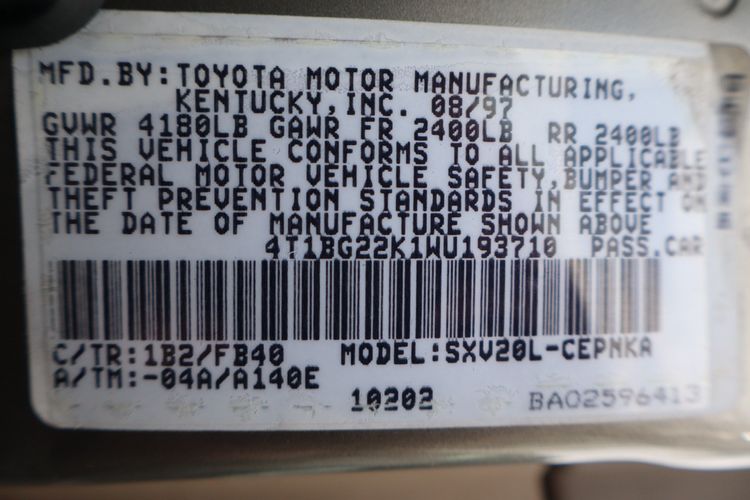 MFD.BY:TOYOTA MOTOR MANUFACTURING,
KENTUCKY,INC. 08/97
GVWR 4180LB GAWR FR 2400LB RR 2400LB
THIS VEHICLE CONFORMS TO ALL APPLICABLE
FEDERAL MOTOR VEHICLE SAFETY,BUMPER AND
THEFT PREVENTION STANDARDS IN EFFECT ON
THE DATE OF MANUFACTURE SHOWN ABOVE
4T1BG22K1WU193710 PASS.CAR
C/TR:1B2/FB40 MODEL:SXV20L-CEPNKA
A/TM:-04A/A140E
10202 BA02596413